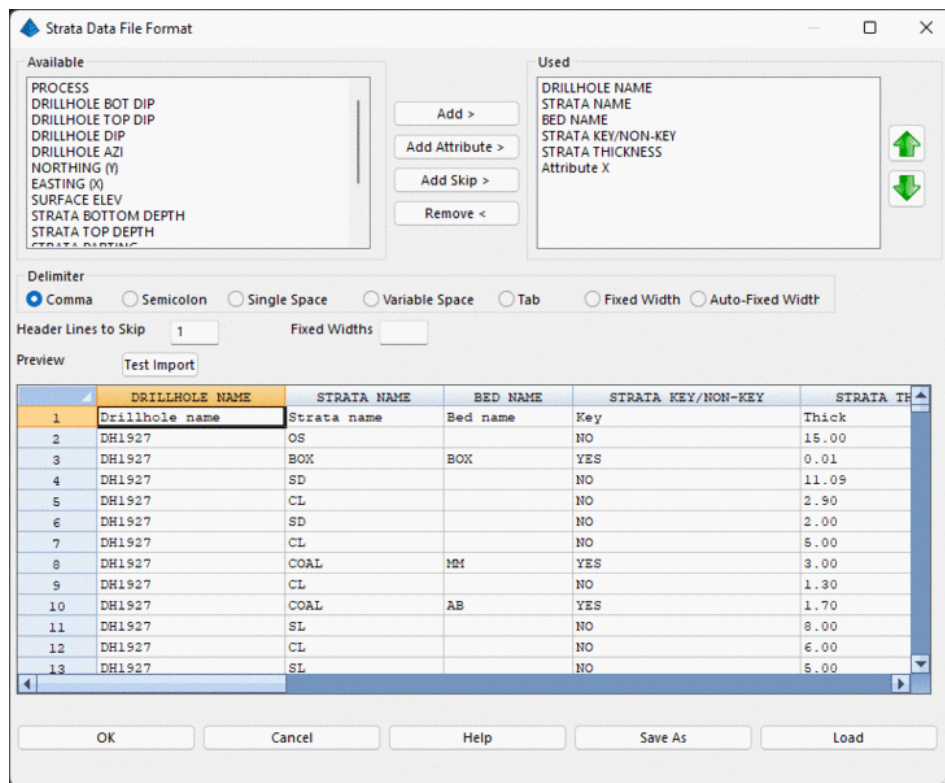 Strata Data File Format
Available
PROCESS
DRILLHOLE BOT DIP
DRILLHOLE TOP DIP
DRILLHOLE DIP
DRILLHOLE AZI
NORTHING (Y)
EASTING (X)
SURFACE ELEV
STRATA BOTTOM DEPTH
STRATA TOP DEPTH
STRATA PARTING
Add >
Add Attribute >
Add Skip >
Remove <
Used
DRILLHOLE NAME
STRATA NAME
BED NAME
STRATA KEY/NON-KEY
STRATA THICKNESS
Attribute X
Delimiter
Comma Semicolon Single Space Variable Space Tab Fixed Width Auto-Fixed Width
Header Lines to Skip 1 Fixed Widths
Preview Test Import
DRILLHOLE NAME STRATA NAME BED NAME STRATA KEY/NON-KEY STRATA TH
1 Drillhole name Strata name Bed name Key Thick
2 DH1927 OS NO 15.00
3 DH1927 BOX BOX YES 0.01
4 DH1927 SD NO 11.09
5 DH1927 CL NO 2.90
6 DH1927 SD NO 2.00
7 DH1927 CL NO 5.00
8 DH1927 COAL MM YES 3.00
9 DH1927 CL NO 1.30
10 DH1927 COAL AB YES 1.70
11 DH1927 SL NO 8.00
12 DH1927 CL NO 6.00
13 DH1927 SL NO 5.00
OK Cancel Help Save As Load